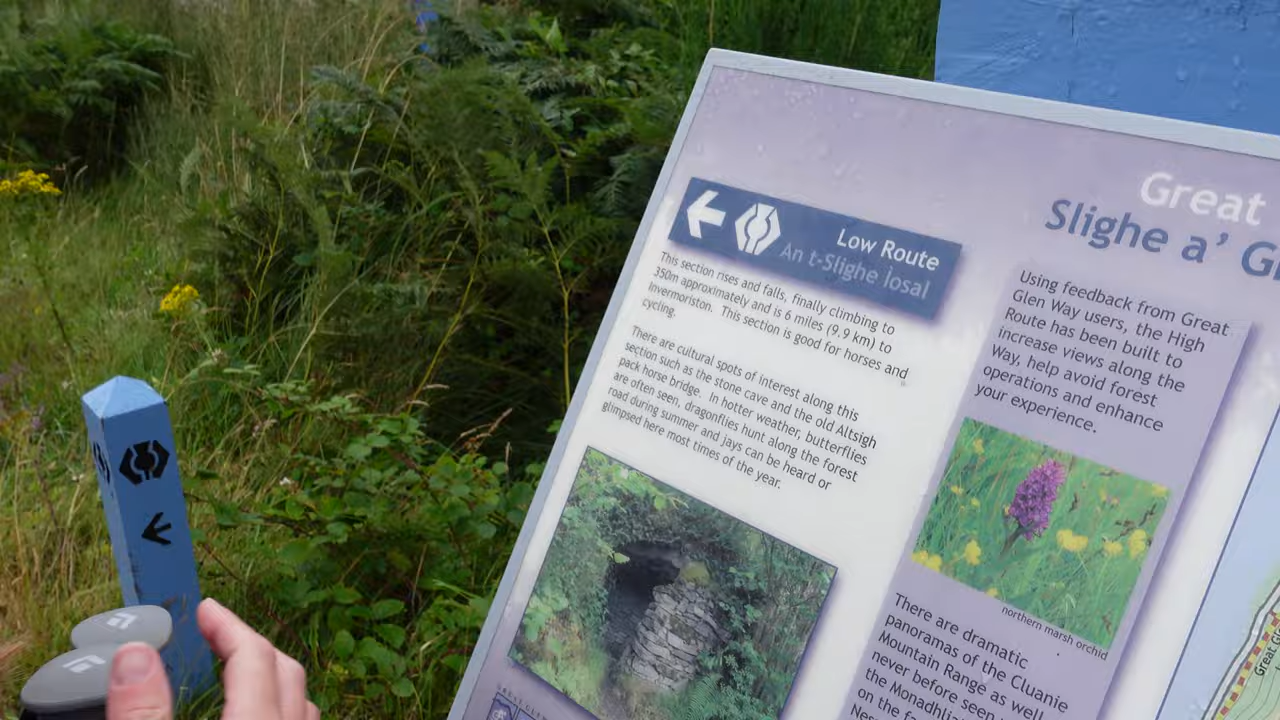 Low Route
An t-Slighe Ìosal
This section rises and falls, finally climbing to
350m approximately and is 6 miles (9.9 km) to
Invermoriston. This section is good for horses and
cycling.
There are cultural spots of interest along this
section such as the stone cave and the old Altsigh
pack horse bridge. In hotter weather, butterflies
are often seen, dragonflies hunt along the forest
road during summer and jays can be heard or
glimpsed here most times of the year.
Great
Slighe a' G
Using feedback from Great
Glen Way users, the High
Route has been built to
increase views along the
Way, help avoid forest
operations and enhance
your experience.
northern marsh orchid
There are dramatic
panoramas of the Cluanie
Mountain Range as well
never before seen
the Monadhlia
on the fa
Nes
Great